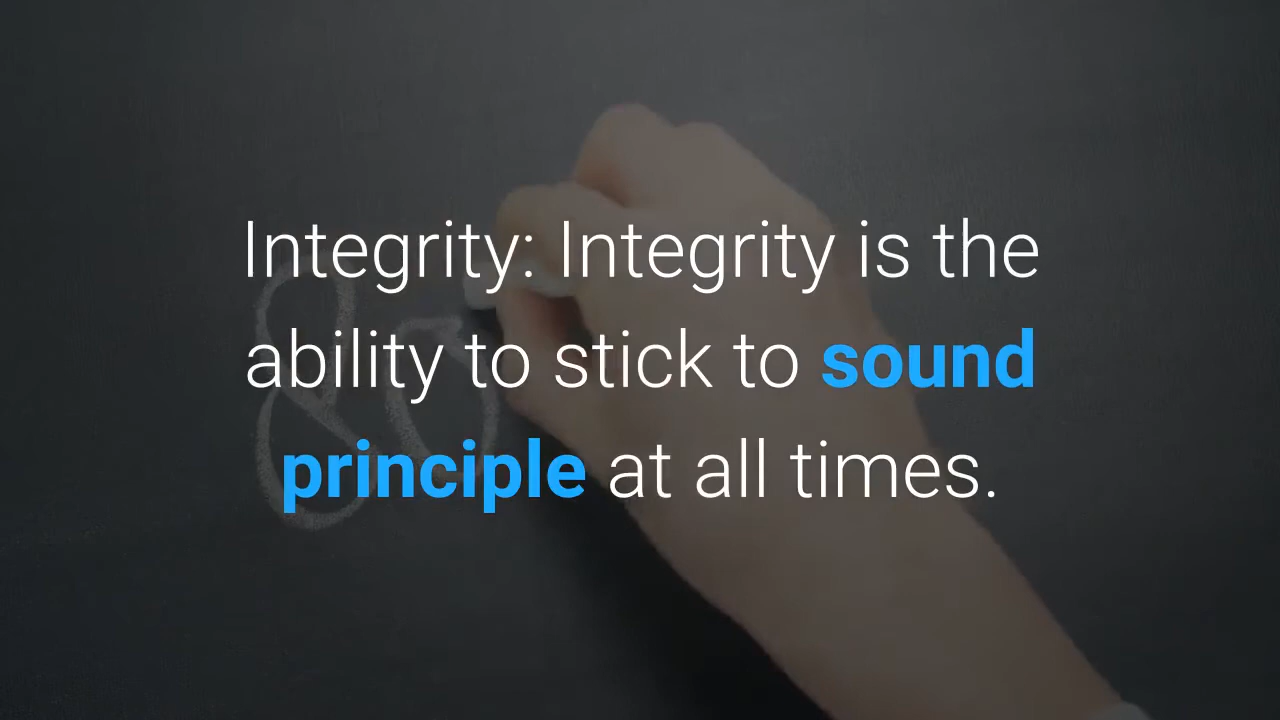 Integrity: Integrity is the
ability to stick to sound
principle at all times.